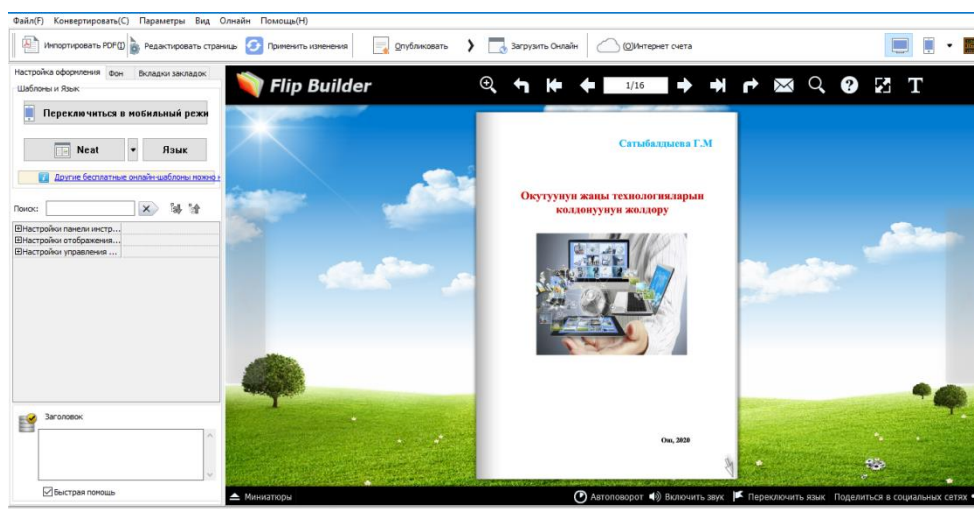 Файл(F) Конвертировать(C) Параметры Вид Олнайн Помощь(H)
Импортировать PDF(I) Редактировать страниць Применить изменения Опубликовать Загрузить Онлайн (O)Интернет счета
Настройка оформления Фон Вкладки закладок
Шаблоны и Язык
Переключиться в мобильный режи
Neat Язык
Другие бесплатные онлайн-шаблоны можно н
Поиск:
Настройки панели инстр...
Настройки отображения...
Настройки управления ...
Заголовок
Быстрая помощь
Flip Builder
1/16
T
Сатыбалдыева Г.М
Окутуунун жаңы технологияларын
колдонуунун жолдору
Ош, 2020
Миниатюры Автоповорот Включить звук Переключить язык Поделиться в социальных сетях